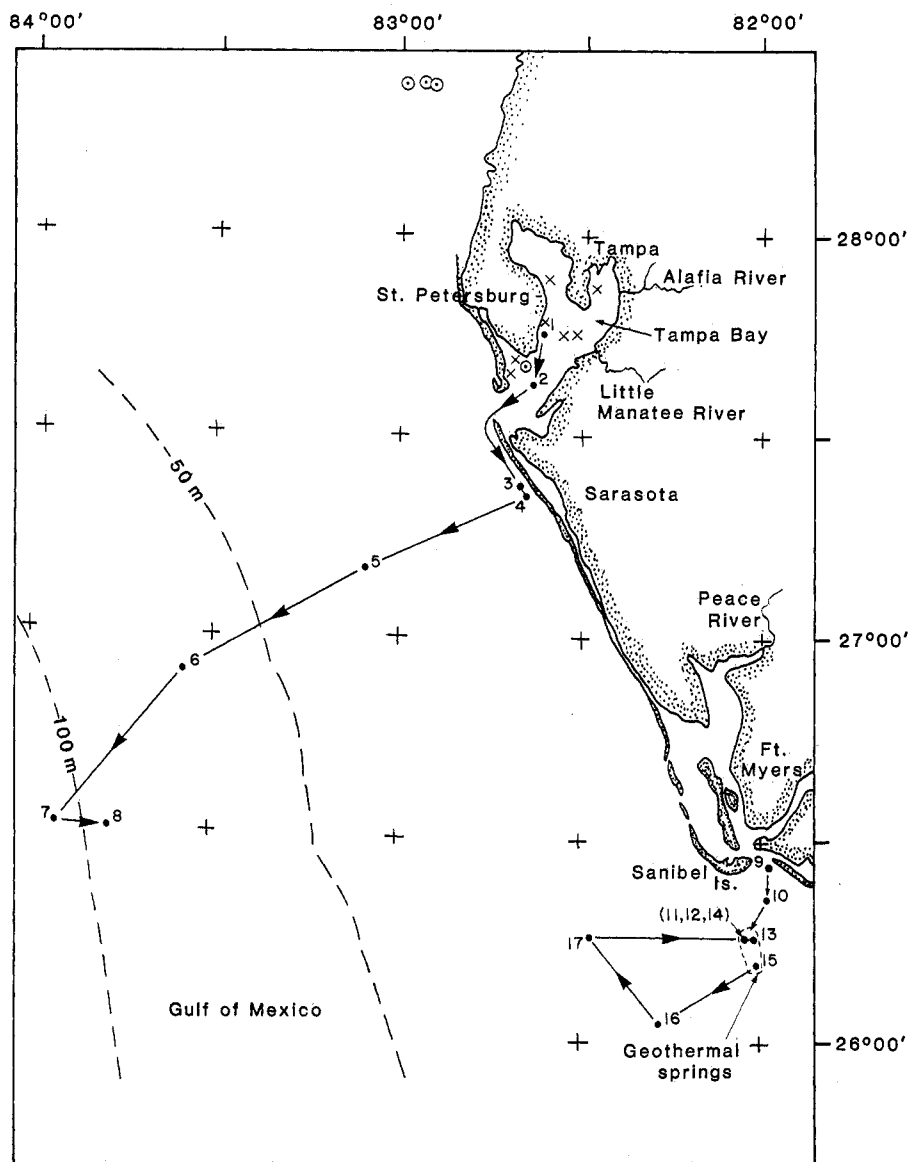 84°00' 83°00' 82°00'
28°00'
Tampa
Alafia River
St. Petersburg
1
Tampa Bay
2
Little
Manatee River
50 m
3
Sarasota
4
5
Peace
River
27°00'
6
100 m
Ft.
Myers
7 8
9
Sanibel Is.
10
(11,12,14)
13
17
15
Gulf of Mexico
16
26°00'
Geothermal
springs